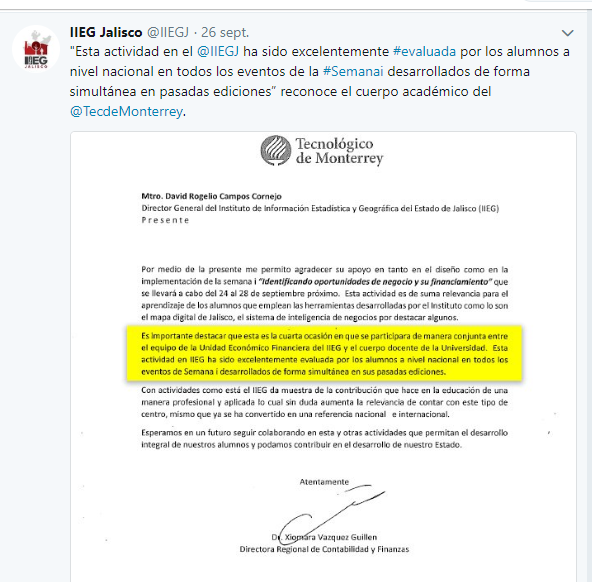 IIEG Jalisco @IIEGJ · 26 sept.
"Esta actividad en el @IIEGJ ha sido excelentemente #evaluada por los alumnos a
nivel nacional en todos los eventos de la #Semanai desarrollados de forma
simultánea en pasadas ediciones” reconoce el cuerpo académico del
@TecdeMonterrey.
IIEG
JALISCO
Tecnológico
de Monterrey
Mtro. David Rogelio Campos Cornejo
Director General del Instituto de Información Estadística y Geográfica del Estado de Jalisco (IIEG)
P r e s e n t e
Por medio de la presente me permito agradecer su apoyo en tanto en el diseño como en la
implementación de la semana i "Identificando oportunidades de negocio y su financiamiento" que
se llevará a cabo del 24 al 28 de septiembre próximo. Esta actividad es de suma relevancia para el
aprendizaje de los alumnos que emplean las herramientas desarrolladas por el Instituto como lo son
el mapa digital de Jalisco, el sistema de inteligencia de negocios por destacar algunos.
Es importante destacar que esta es la cuarta ocasión en que se participara de manera conjunta entre
el equipo de la Unidad Económico Financiera del IIEG y el cuerpo docente de la Universidad. Esta
actividad en IIEG ha sido excelentemente evaluada por los alumnos a nivel nacional en todos los
eventos de Semana i desarrollados de forma simultánea en sus pasadas ediciones.
Con actividades como está el IIEG da muestra de la contribución que hace en la educación de una
manera profesional y aplicada lo cual sin duda aumenta la relevancia de contar con este tipo de
centro, mismo que ya se ha convertido en una referencia nacional e internacional.
Esperamos en un futuro seguir colaborando en esta y otras actividades que permitan el desarrollo
integral de nuestros alumnos y podamos contribuir en el desarrollo de nuestro Estado.
Atentamente
Dr. Xiomara Vazquez Guillen
Directora Regional de Contabilidad y Finanzas